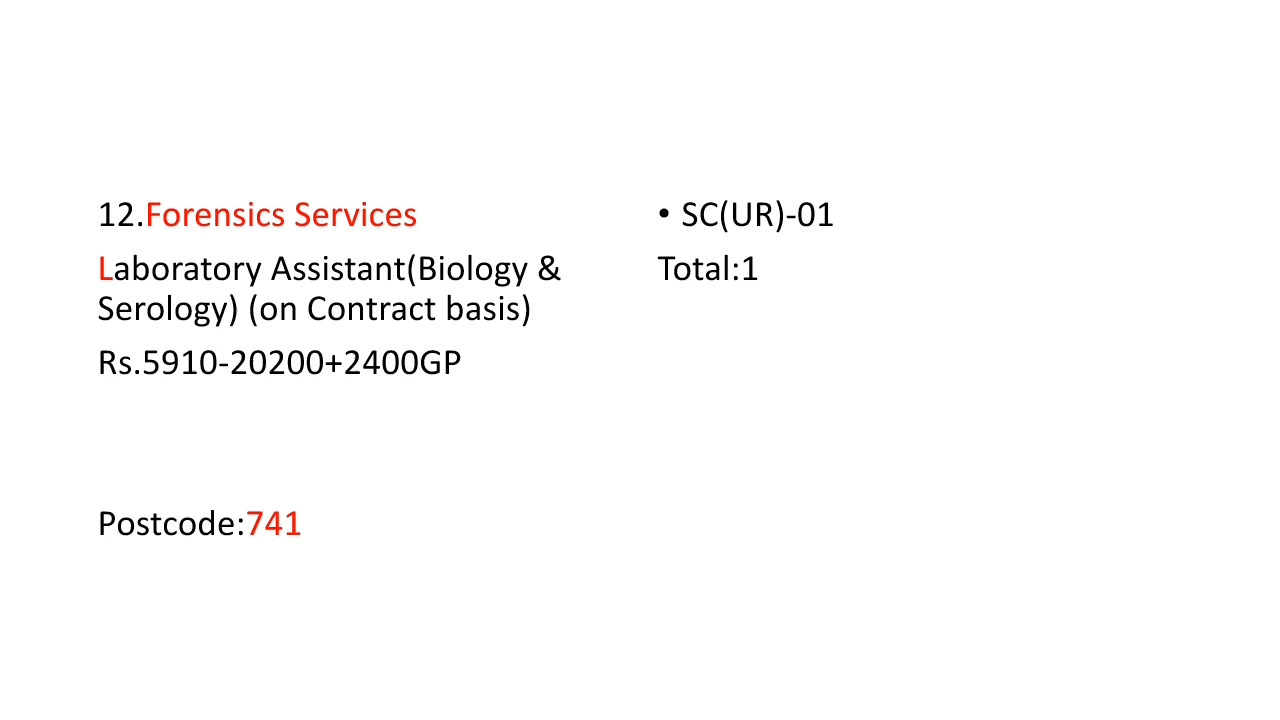 12.Forensics Services
Laboratory Assistant(Biology &
Serology) (on Contract basis)
Rs.5910-20200+2400GP
Postcode:741
• SC(UR)-01
Total:1